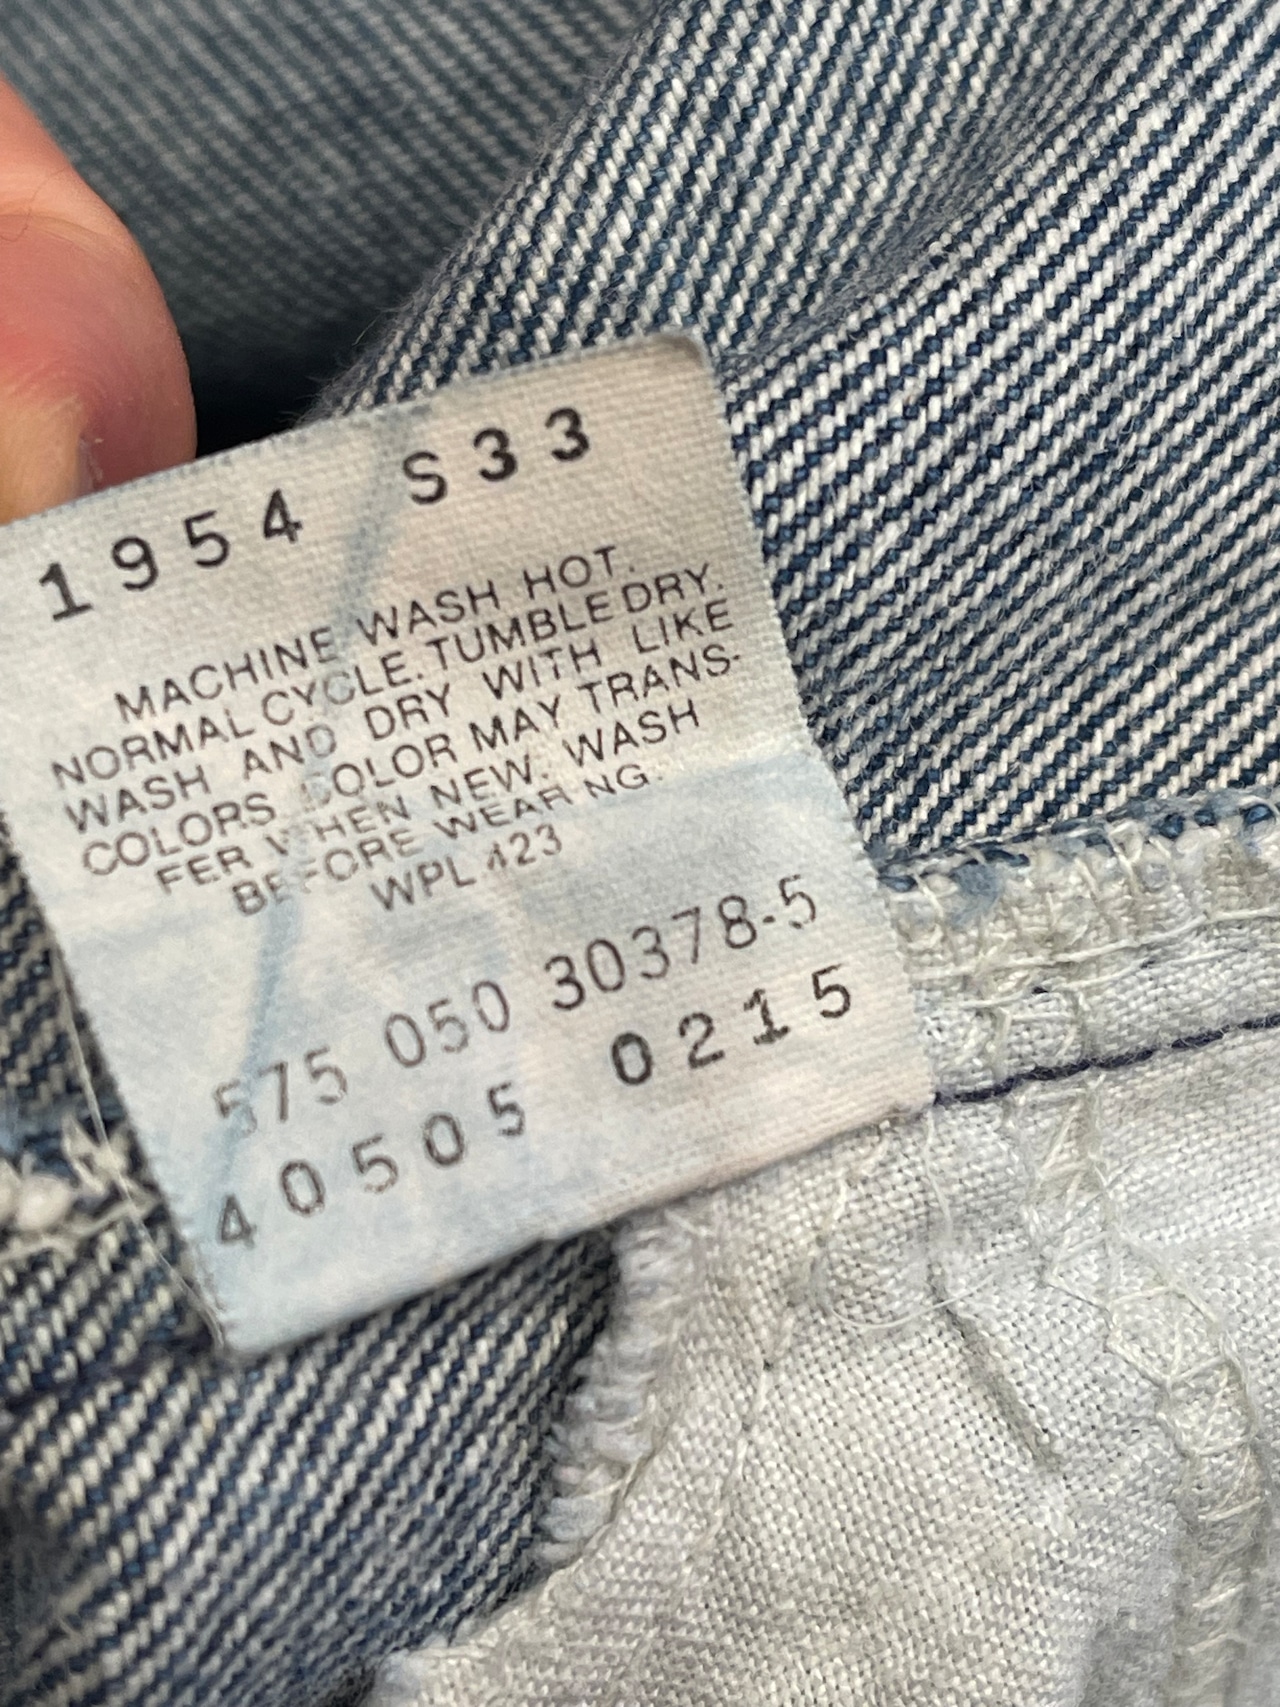 1954 S33
MACHINE WASH HOT.
NORMAL CYCLE. TUMBLE DRY.
WASH AND DRY WITH LIKE
COLORS COLOR MAY TRANS-
FER WHEN NEW. WASH
BEFORE WEARING.
WPL 423
575 050 30378-5
40505 0215